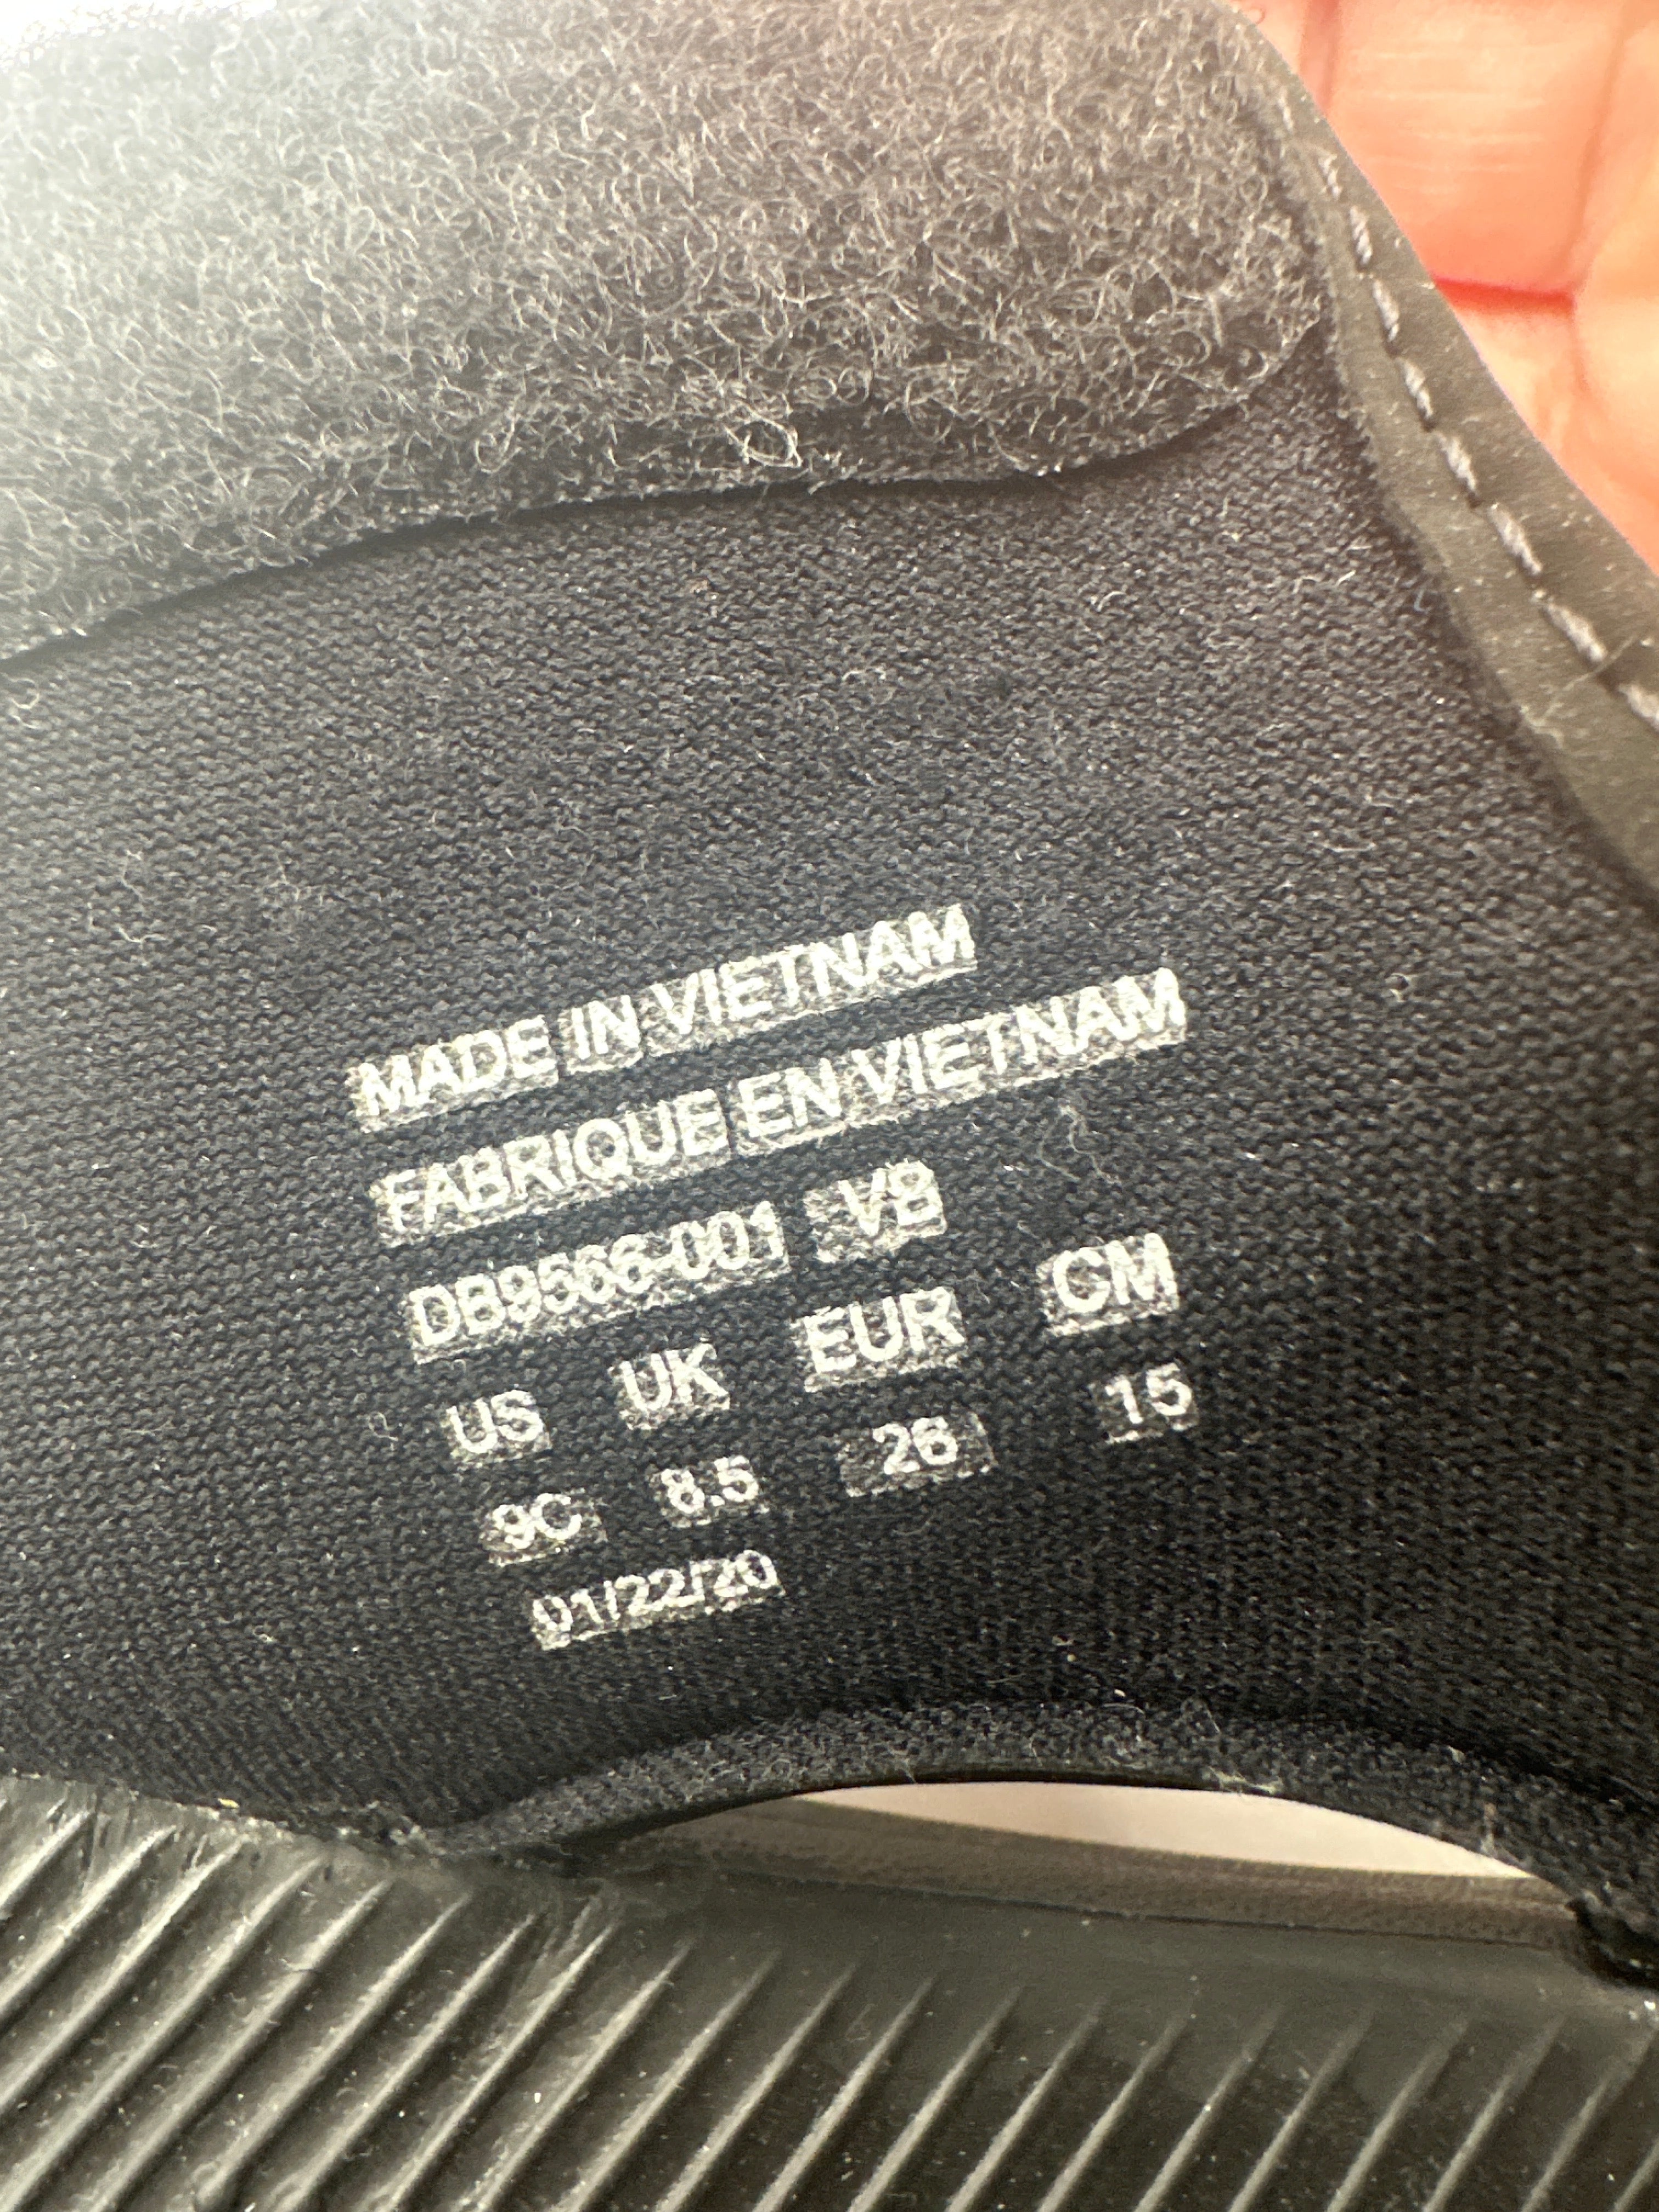 MADE IN VIETNAM
FABRIQUE EN VIETNAM
DB9566-001 VB
US UK EUR CM
9C 8.5 26 15
01/22/20